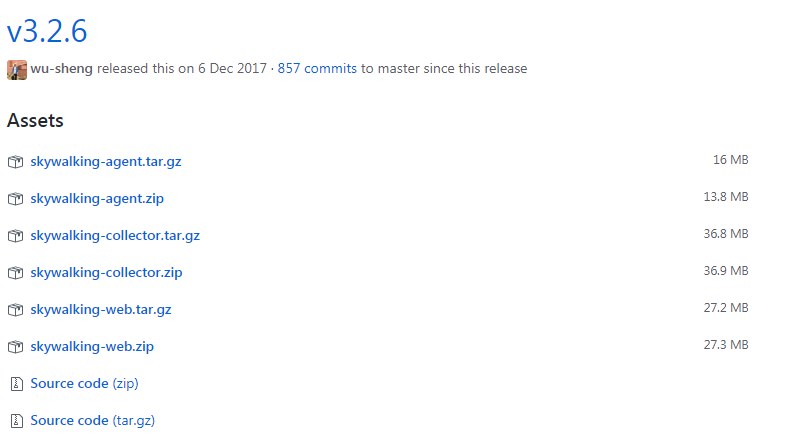 v3.2.6
wu-sheng released this on 6 Dec 2017 · 857 commits to master since this release
Assets
skywalking-agent.tar.gz 16 MB
skywalking-agent.zip 13.8 MB
skywalking-collector.tar.gz 36.8 MB
skywalking-collector.zip 36.9 MB
skywalking-web.tar.gz 27.2 MB
skywalking-web.zip 27.3 MB
Source code (zip)
Source code (tar.gz)